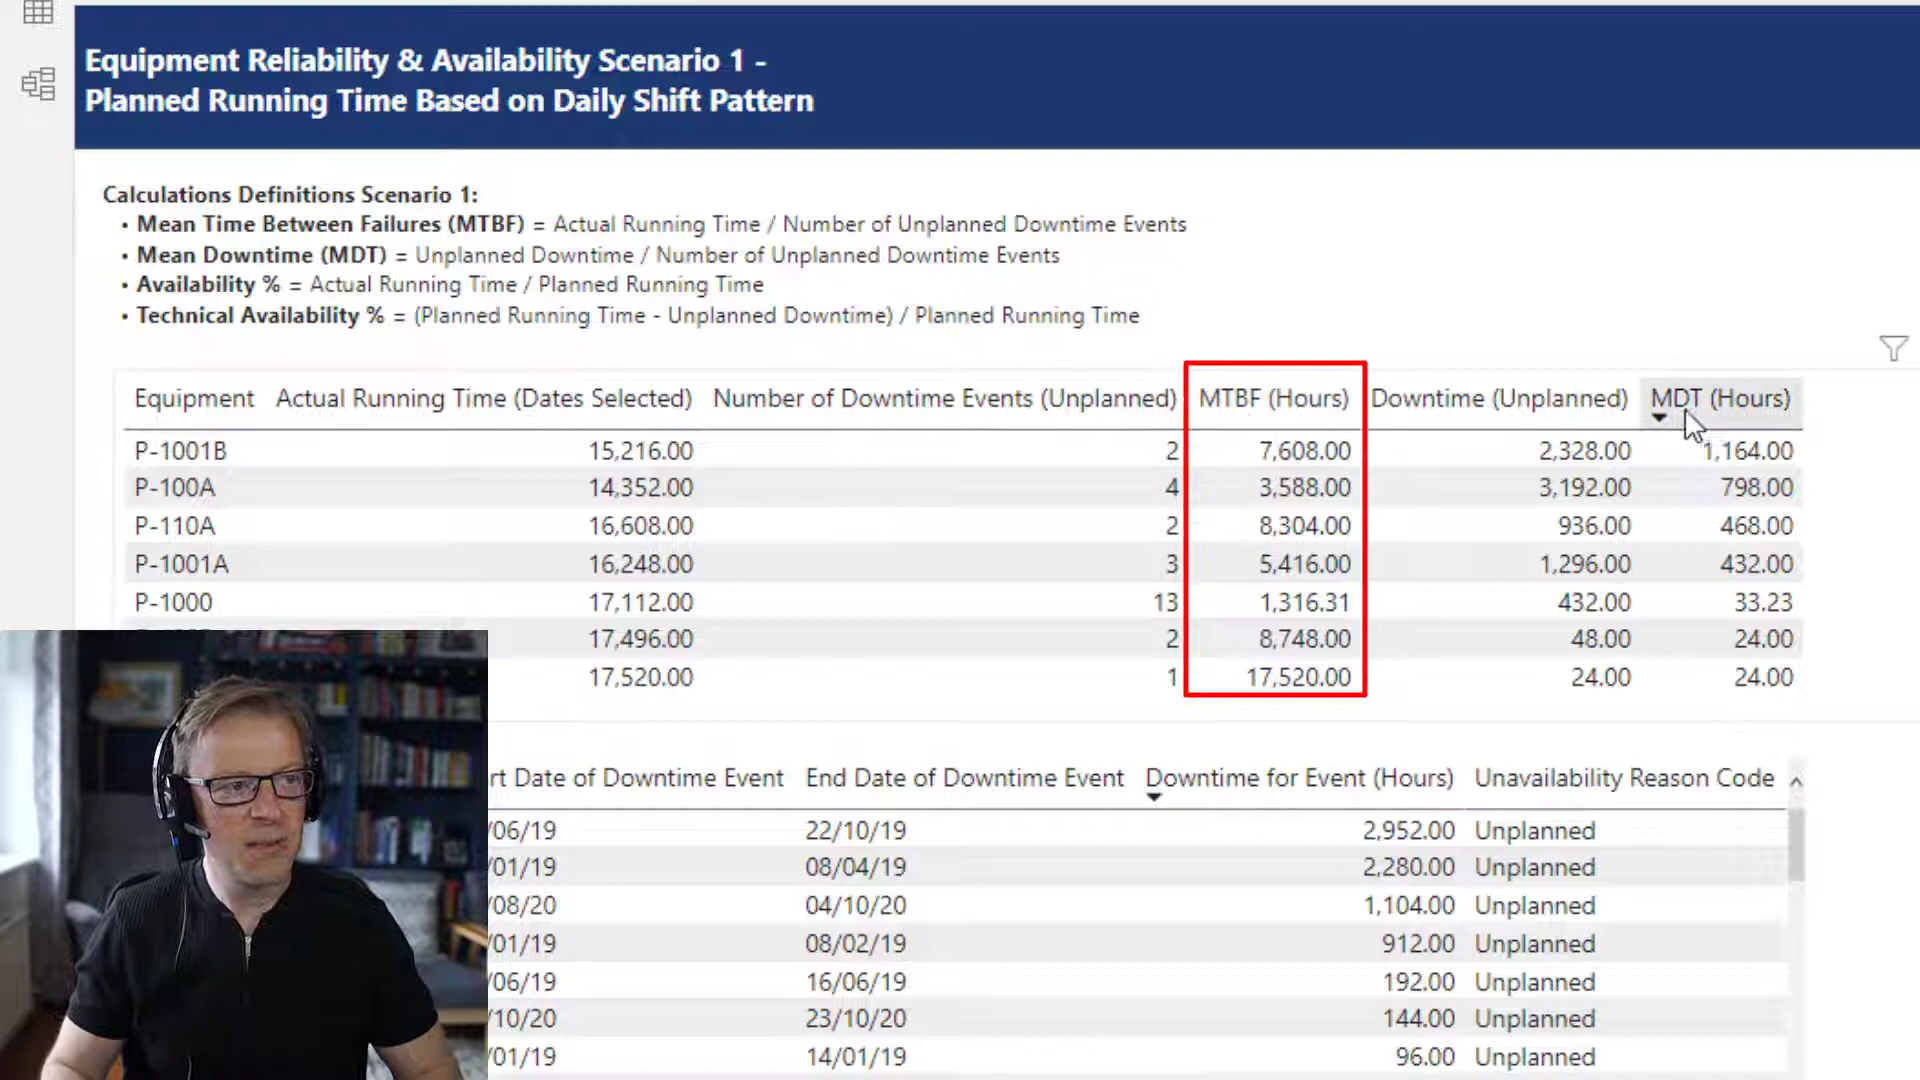 Equipment Reliability & Availability Scenario 1 -
Planned Running Time Based on Daily Shift Pattern
Calculations Definitions Scenario 1:
• Mean Time Between Failures (MTBF) = Actual Running Time / Number of Unplanned Downtime Events
• Mean Downtime (MDT) = Unplanned Downtime / Number of Unplanned Downtime Events
• Availability % = Actual Running Time / Planned Running Time
• Technical Availability % = (Planned Running Time - Unplanned Downtime) / Planned Running Time
Equipment Actual Running Time (Dates Selected) Number of Downtime Events (Unplanned) MTBF (Hours) Downtime (Unplanned) MDT (Hours)
P-1001B 15,216.00 2 7,608.00 2,328.00 1,164.00
P-100A 14,352.00 4 3,588.00 3,192.00 798.00
P-110A 16,608.00 2 8,304.00 936.00 468.00
P-1001A 16,248.00 3 5,416.00 1,296.00 432.00
P-1000 17,112.00 13 1,316.31 432.00 33.23
17,496.00 2 8,748.00 48.00 24.00
17,520.00 1 17,520.00 24.00 24.00
rt Date of Downtime Event End Date of Downtime Event Downtime for Event (Hours) Unavailability Reason Code
/06/19 22/10/19 2,952.00 Unplanned
/01/19 08/04/19 2,280.00 Unplanned
/08/20 04/10/20 1,104.00 Unplanned
/01/19 08/02/19 912.00 Unplanned
/06/19 16/06/19 192.00 Unplanned
/10/20 23/10/20 144.00 Unplanned
/01/19 14/01/19 96.00 Unplanned